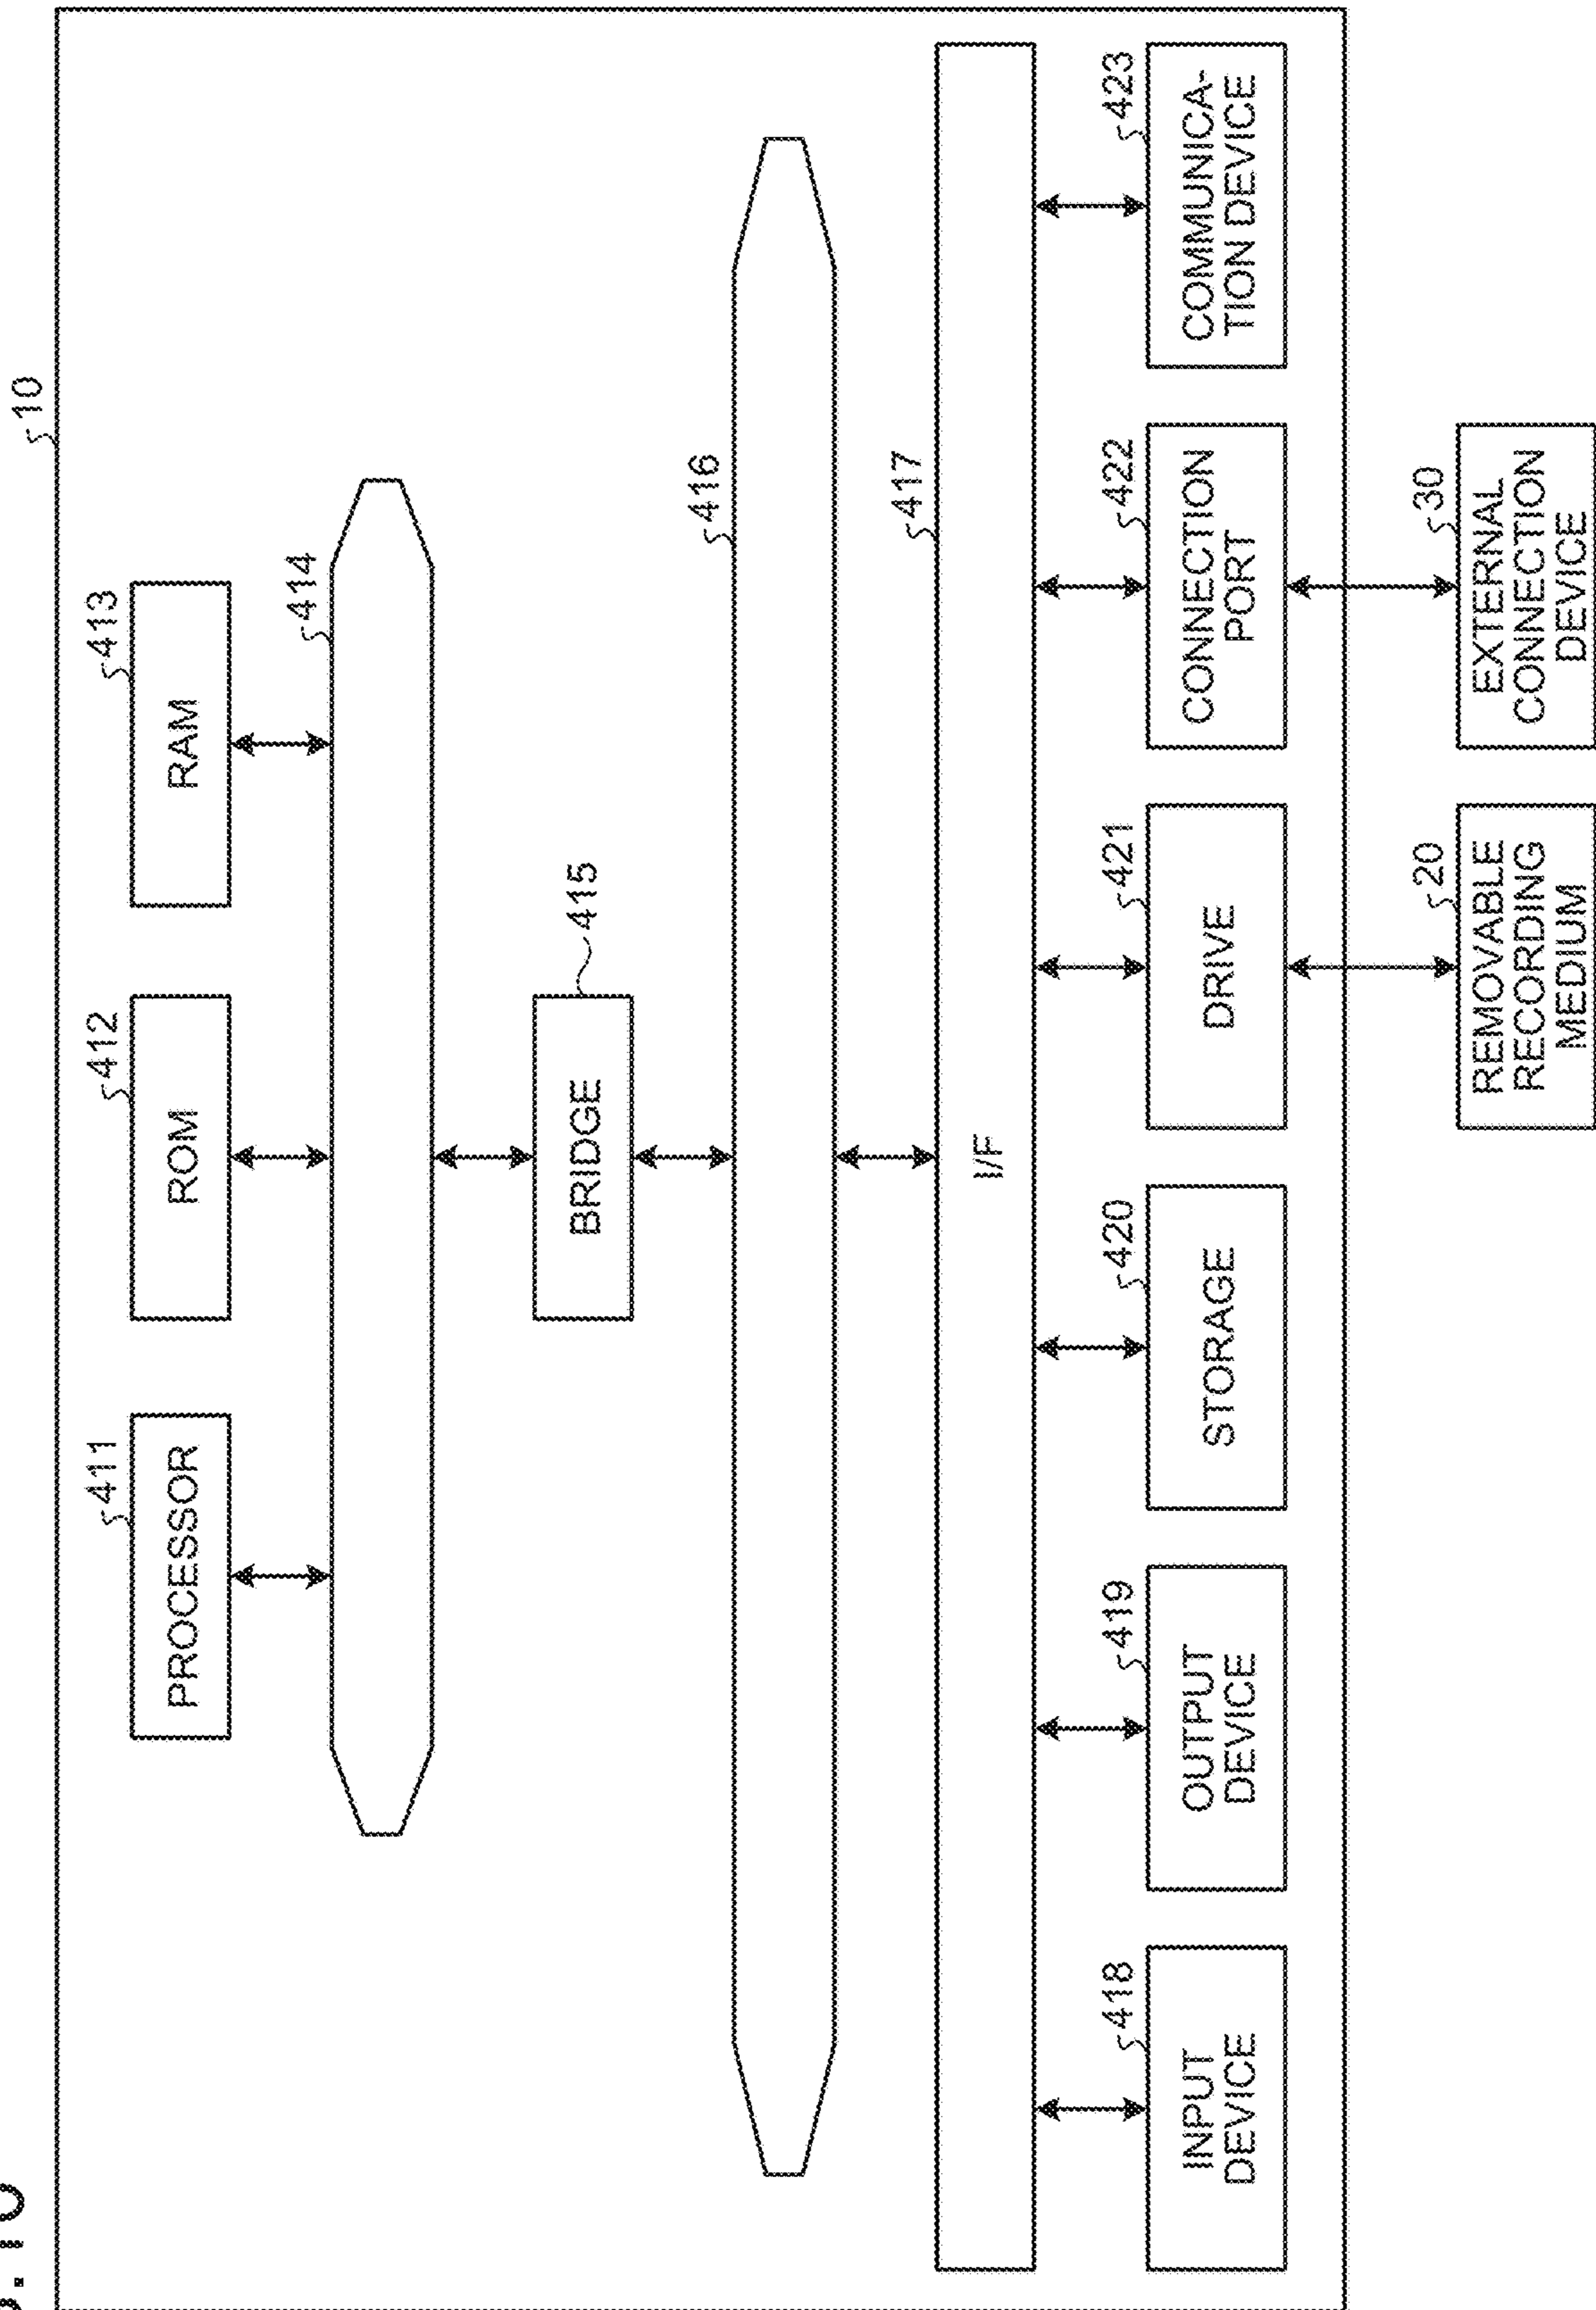 10
411
PROCESSOR
412
ROM
413
RAM
414
BRIDGE
415
416
417
I/F
418
INPUT
DEVICE
419
OUTPUT
DEVICE
420
STORAGE
421
DRIVE
422
CONNECTION
PORT
423
COMMUNICA-
TION DEVICE
20
REMOVABLE
RECORDING
MEDIUM
30
EXTERNAL
CONNECTION
DEVICE